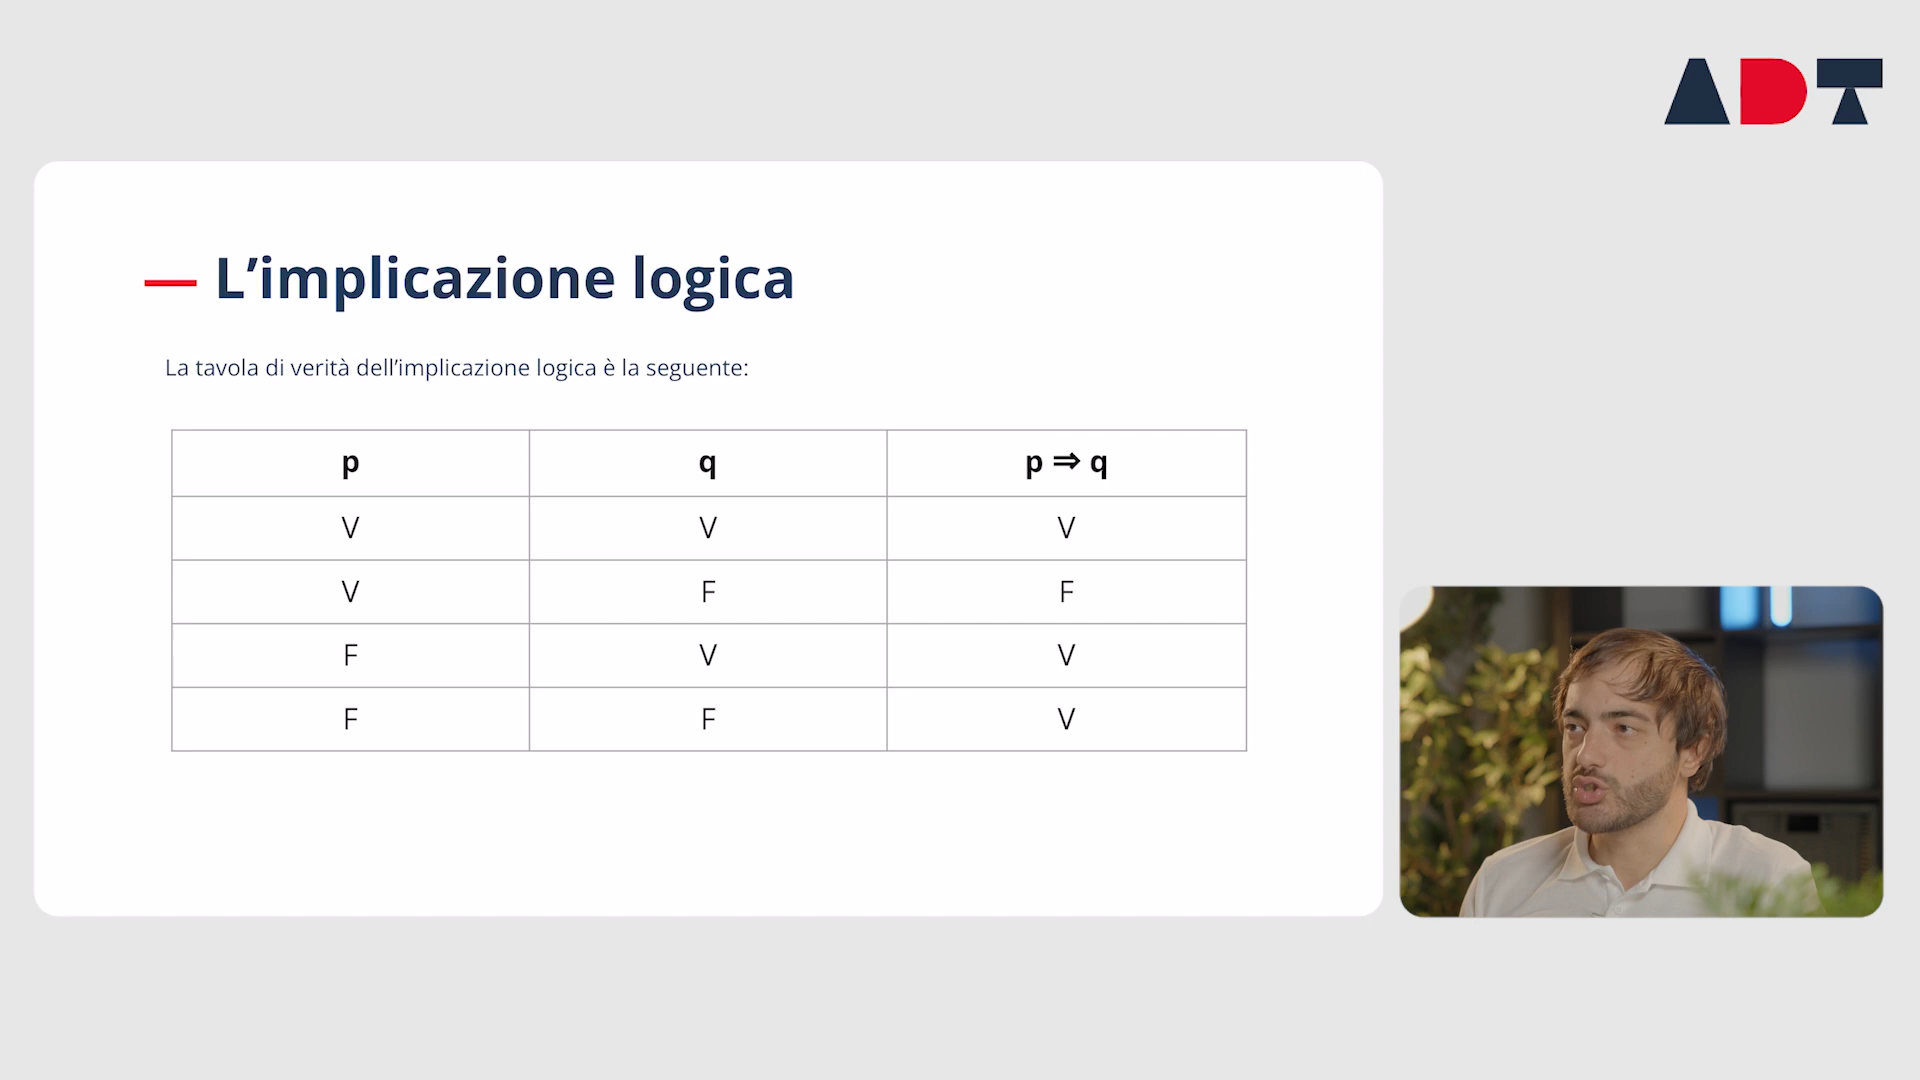 ADT
L’implicazione logica
La tavola di verità dell’implicazione logica è la seguente:
p q p ⇒ q
V V V
V F F
F V V
F F V